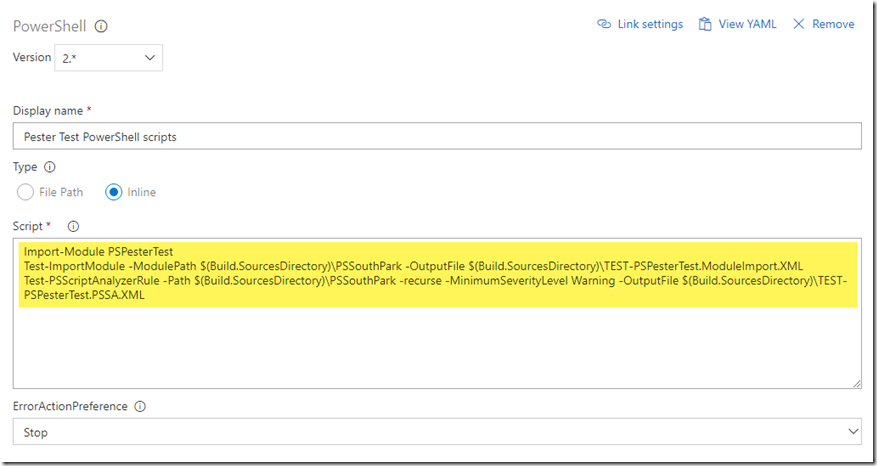 PowerShell
Link settings View YAML Remove
Version 2.*
Display name *
Pester Test PowerShell scripts
Type
File Path Inline
Script *
Import-Module PSPesterTest
Test-ImportModule -ModulePath $(Build.SourcesDirectory)\PSSouthPark -OutputFile $(Build.SourcesDirectory)\TEST-PSPesterTest.ModuleImport.XML
Test-PSScriptAnalyzerRule -Path $(Build.SourcesDirectory)\PSSouthPark -recurse -MinimumSeverityLevel Warning -OutputFile $(Build.SourcesDirectory)\TEST-
PSPesterTest.PSSA.XML
ErrorActionPreference
Stop